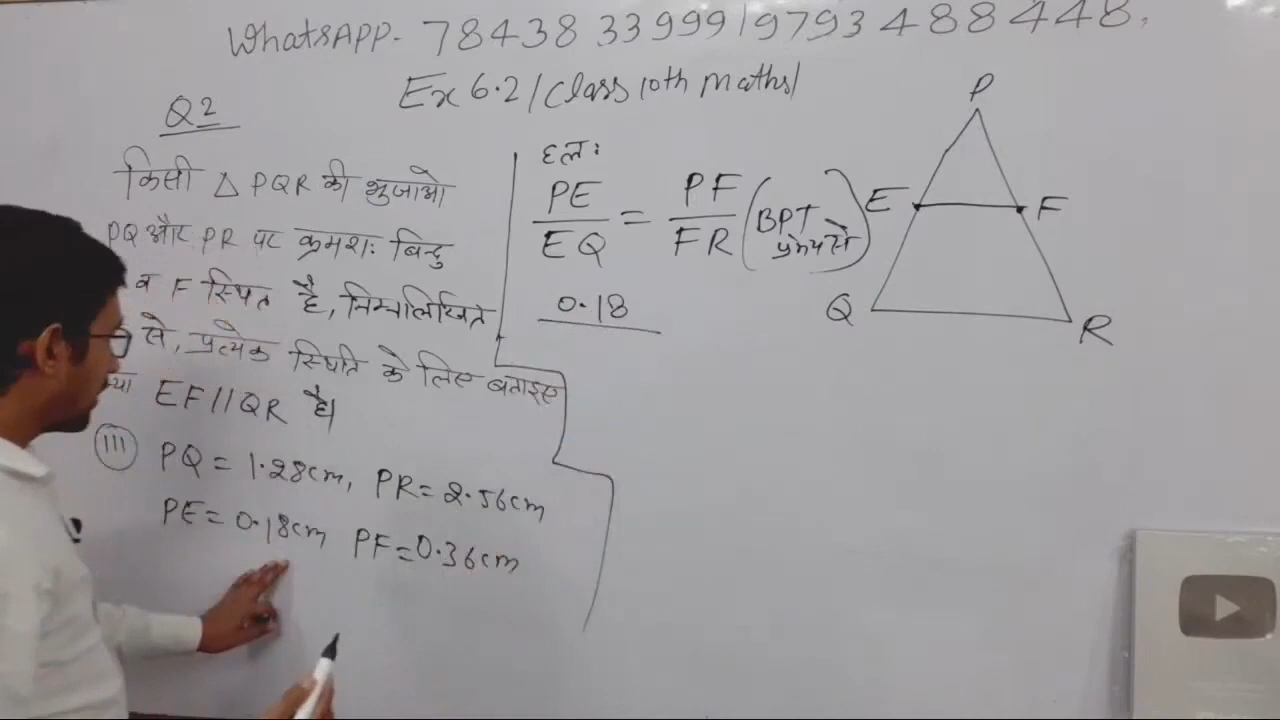 WhatsAPP- 7843833999/9793488448,
Ex 6.2/Class 10th maths/
Q2
किसी △ PQR की भुजाओ
PQ और PR पर क्रमशः बिन्दु
व F स्थित है, निम्नलिखित
से, प्रत्येक स्थिति के लिए बताइए
क्या EF//QR है।
(iii) PQ = 1.28cm, PR = 2.56cm
PE = 0.18cm PF = 0.36cm
हलः
PE/EQ = PF/FR (BPT प्रमेय से)
0.18
P
E F
Q R